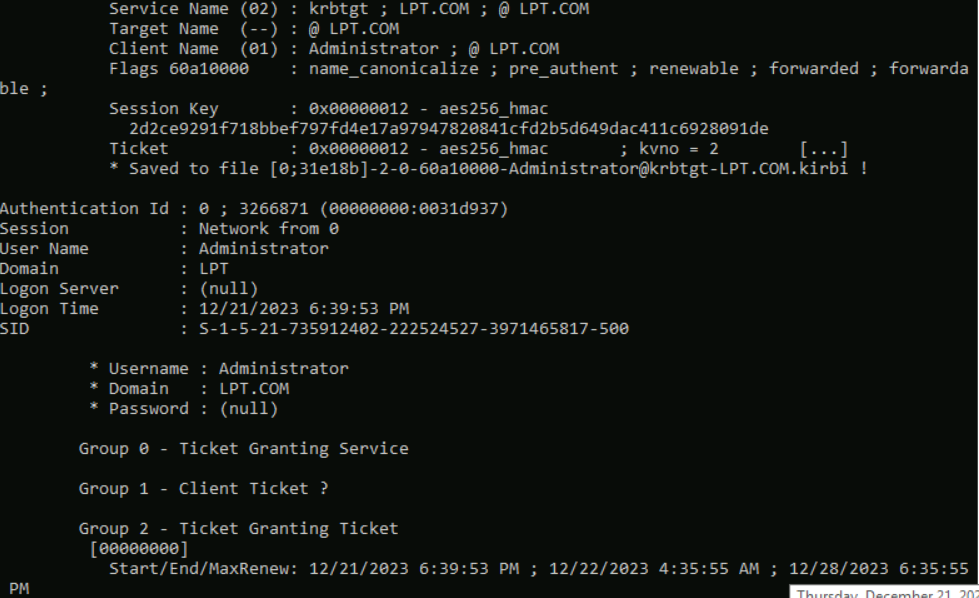 Service Name (02) : krbtgt ; LPT.COM ; @ LPT.COM
Target Name  (--) : @ LPT.COM
Client Name  (01) : Administrator ; @ LPT.COM
Flags 60a10000    : name_canonicalize ; pre_authent ; renewable ; forwarded ; forwarda
ble ;
Session Key       : 0x00000012 - aes256_hmac
2d2ce9291f718bbef797fd4e17a97947820841cfd2b5d649dac411c6928091de
Ticket            : 0x00000012 - aes256_hmac       ; kvno = 2        [...]
* Saved to file [0;31e18b]-2-0-60a10000-Administrator@krbtgt-LPT.COM.kirbi !
Authentication Id : 0 ; 3266871 (00000000:0031d937)
Session           : Network from 0
User Name         : Administrator
Domain            : LPT
Logon Server      : (null)
Logon Time        : 12/21/2023 6:39:53 PM
SID               : S-1-5-21-735912402-222524527-3971465817-500
* Username : Administrator
* Domain   : LPT.COM
* Password : (null)
Group 0 - Ticket Granting Service
Group 1 - Client Ticket ?
Group 2 - Ticket Granting Ticket
[00000000]
Start/End/MaxRenew: 12/21/2023 6:39:53 PM ; 12/22/2023 4:35:55 AM ; 12/28/2023 6:35:55
PM
Thursday, December 21, 202